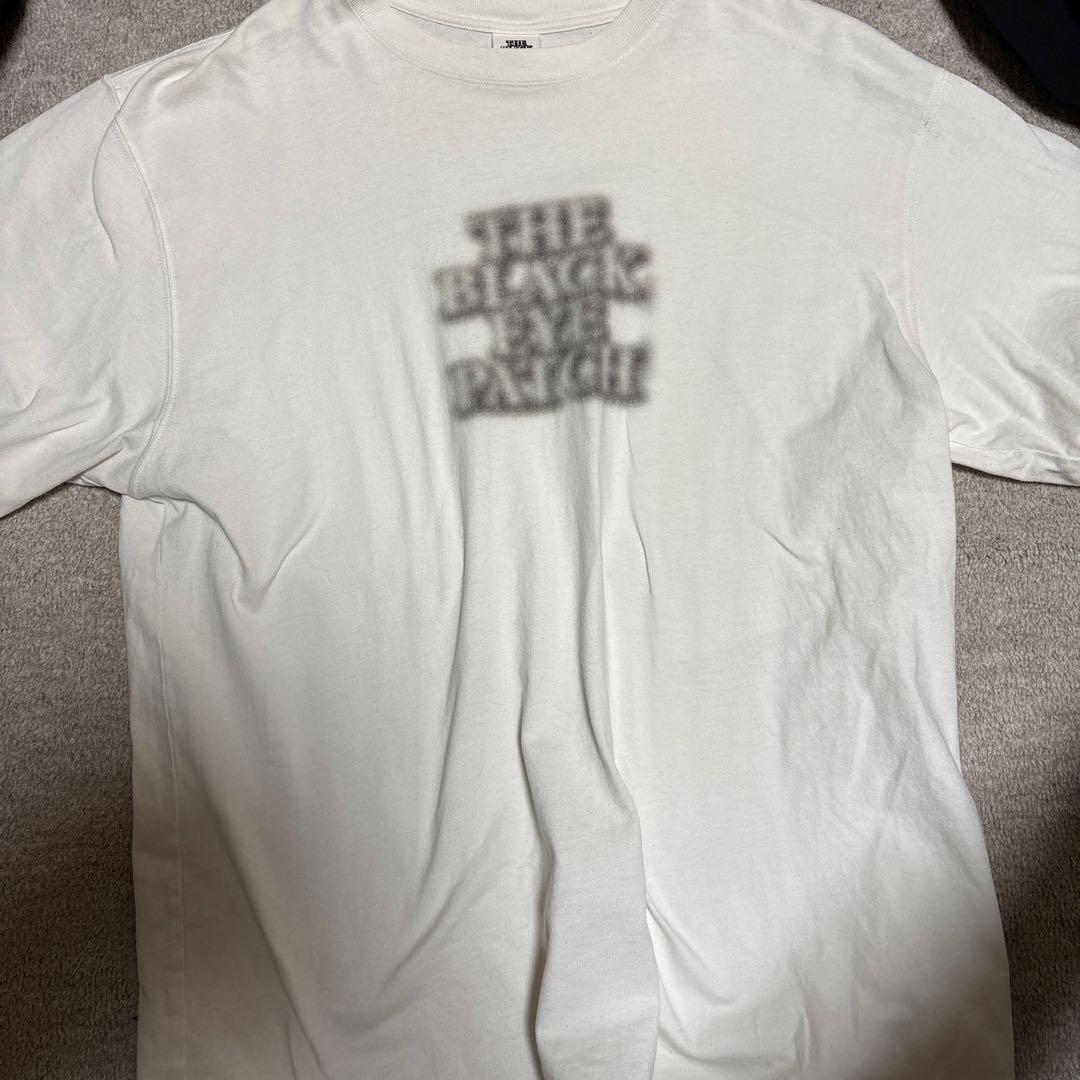 THE
BLACK
EYE
PATCH